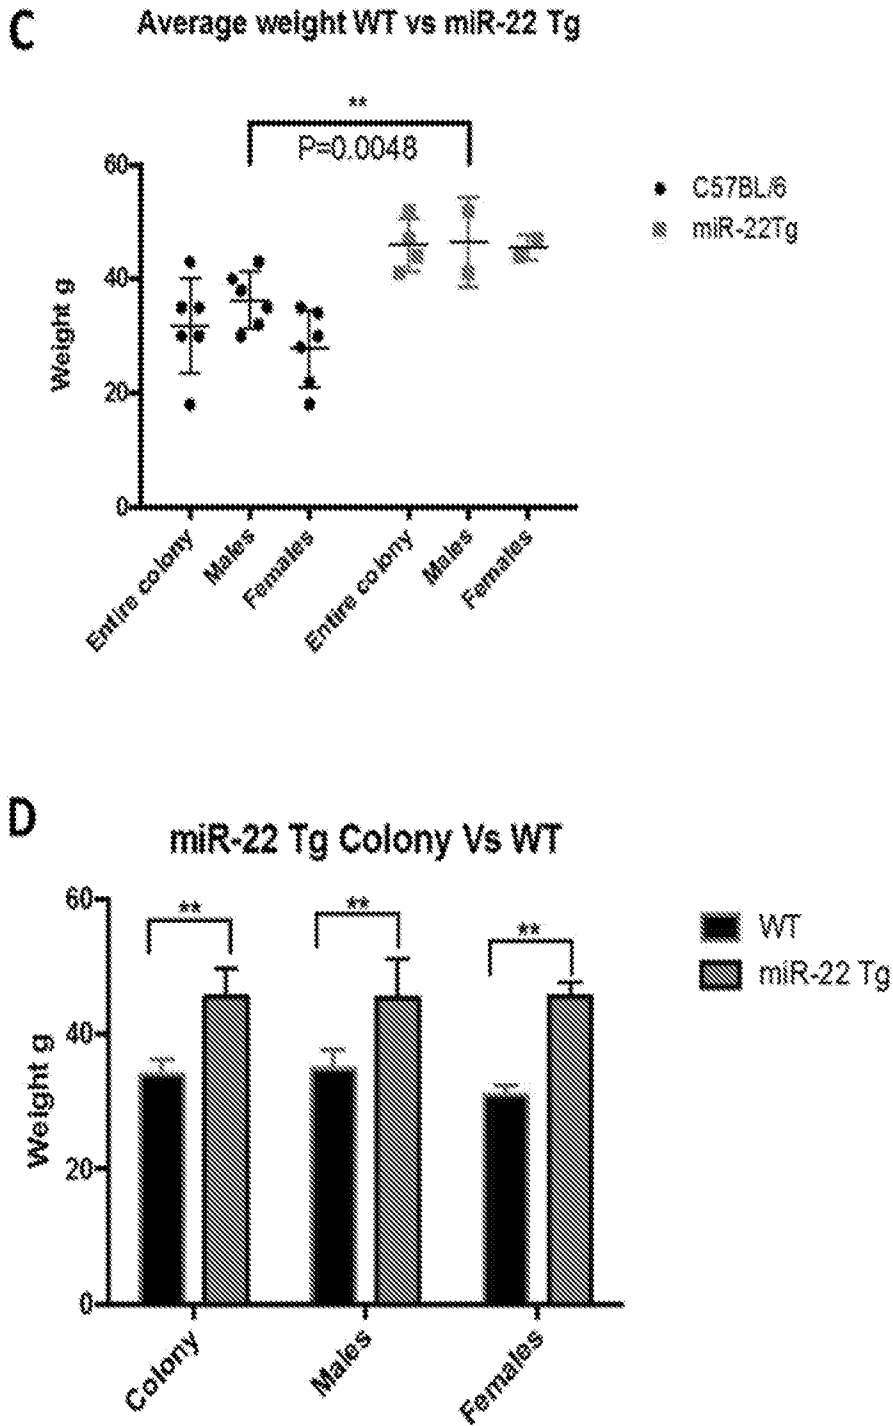 C
Average weight WT vs miR-22 Tg
**
P=0.0048
60
40
20
0
Weight g
C57BL/6
miR-22Tg
Entire colony
Males
Females
Entire colony
Males
Females
D
miR-22 Tg Colony Vs WT
**
**
**
60
40
20
0
Weight g
WT
miR-22 Tg
Colony
Males
Females